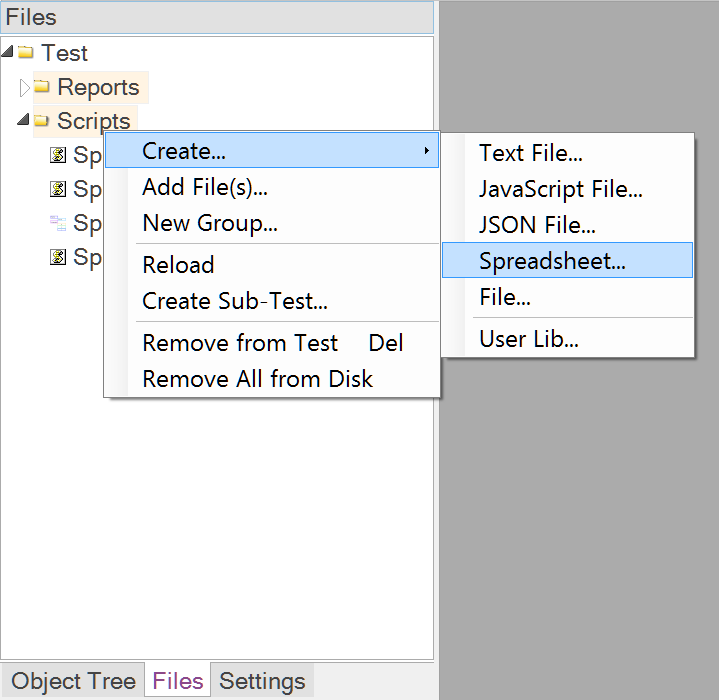 Files
Test
Reports
Scripts
Sp
Sp
Sp
Sp
Create...
Add File(s)...
New Group...
Reload
Create Sub-Test...
Remove from Test Del
Remove All from Disk
Text File...
JavaScript File...
JSON File...
Spreadsheet...
File...
User Lib...
Object Tree Files Settings